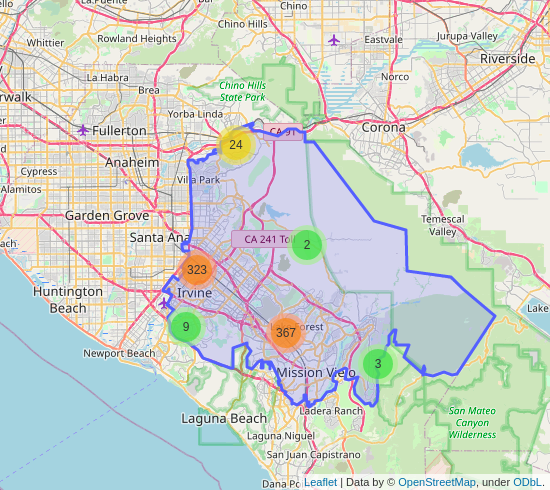 Chino Hills
Chino
Whittier
Rowland Heights
Eastvale
Jurupa Valley
Riverside
La Habra
Brea
Chino Hills
State Park
Norco
Yorba Linda
Fullerton
Corona
CA 91
24
Anaheim
Cypress
Villa Park
Alamitos
Garden Grove
Temescal
Valley
Santa Ana
CA 241 Toll
2
323
Irvine
Huntington
Beach
Lake
9
367
Forest
Newport Beach
3
Mission Viejo
Laguna Beach
Ladera Ranch
San Mateo
Canyon
Wilderness
Laguna Niguel
San Juan Capistrano
Dana Po
Leaflet | Data by © OpenStreetMap, under ODbL.